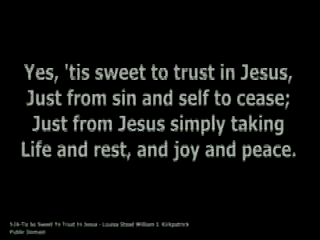 Yes, 'tis sweet to trust in Jesus,
Just from sin and self to cease;
Just from Jesus simply taking
Life and rest, and joy and peace.
Tis So Sweet To Trust In Jesus - Louisa Stead William J. Kirkpatrick
Public Domain